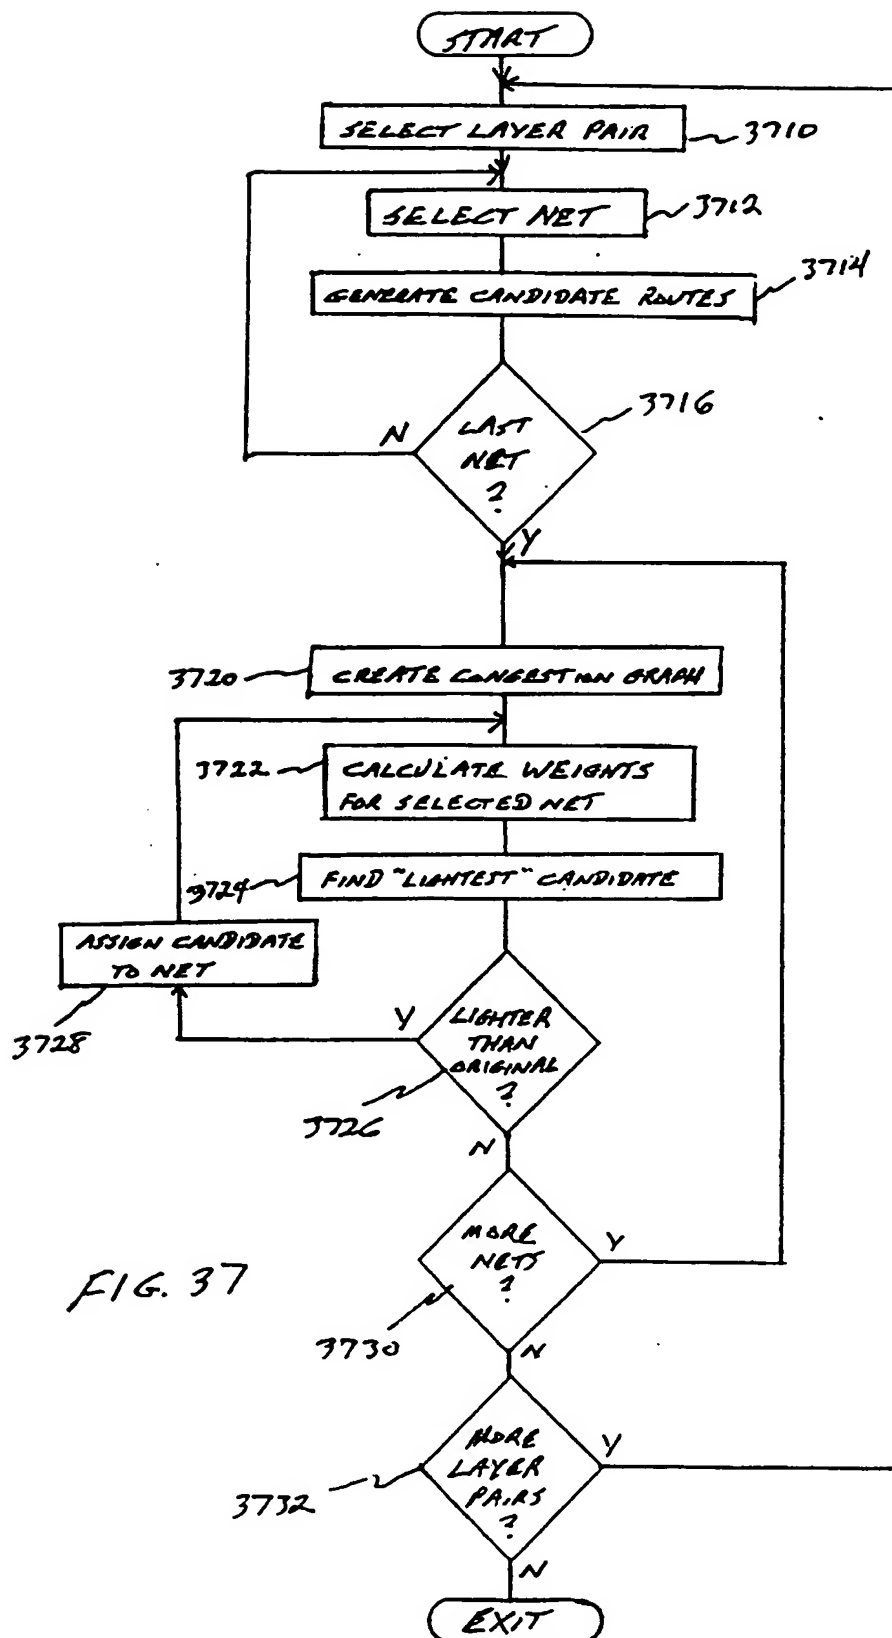 START
SELECT LAYER PAIR
3710
SELECT NET
3712
GENERATE CANDIDATE ROUTES
3714
LAST
NET
?
3716
N
Y
3720
CREATE CONGESTION GRAPH
3722
CALCULATE WEIGHTS
FOR SELECTED NET
3724
FIND "LIGHTEST" CANDIDATE
ASSIGN CANDIDATE
TO NET
3728
Y
LIGHTER
THAN
ORIGINAL
?
3726
N
MORE
NETS
?
Y
3730
N
FIG. 37
MORE
LAYER
PAIRS
?
Y
3732
N
EXIT